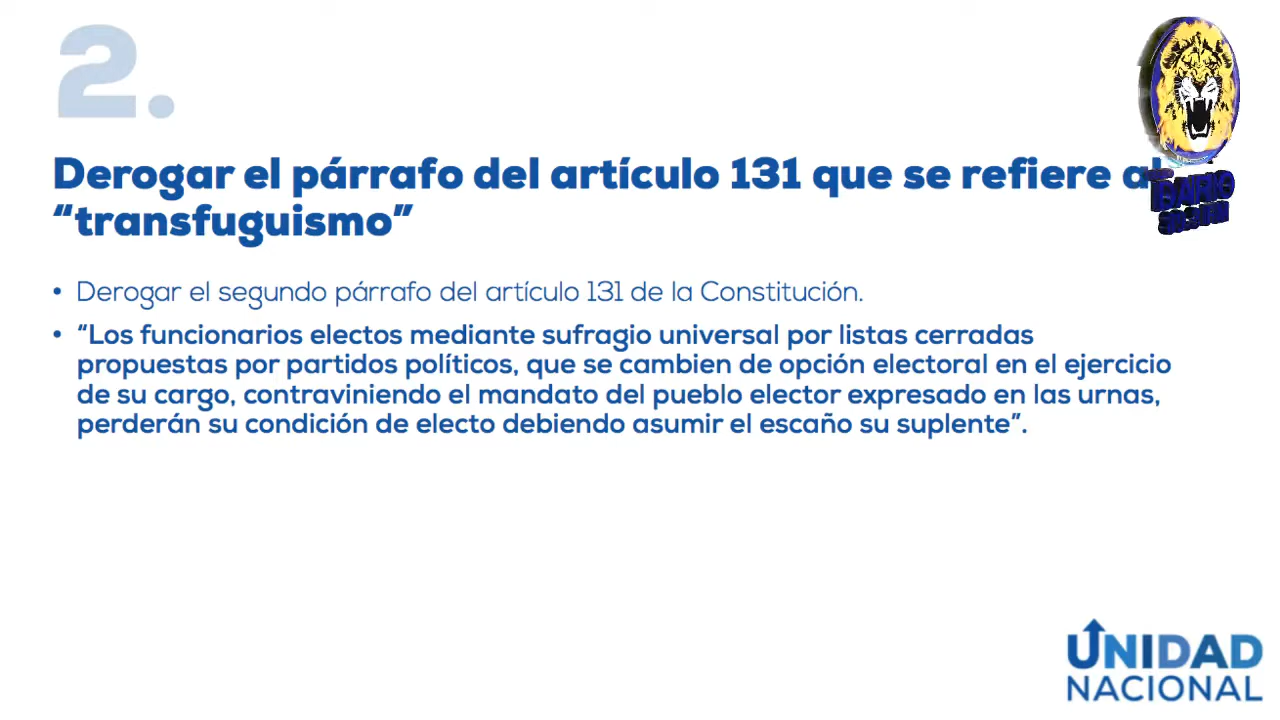 2.
Derogar el párrafo del artículo 131 que se refiere al
“transfuguismo”
• Derogar el segundo párrafo del artículo 131 de la Constitución.
• “Los funcionarios electos mediante sufragio universal por listas cerradas
propuestas por partidos políticos, que se cambien de opción electoral en el ejercicio
de su cargo, contraviniendo el mandato del pueblo elector expresado en las urnas,
perderán su condición de electo debiendo asumir el escaño su suplente”.
UNIDAD
NACIONAL